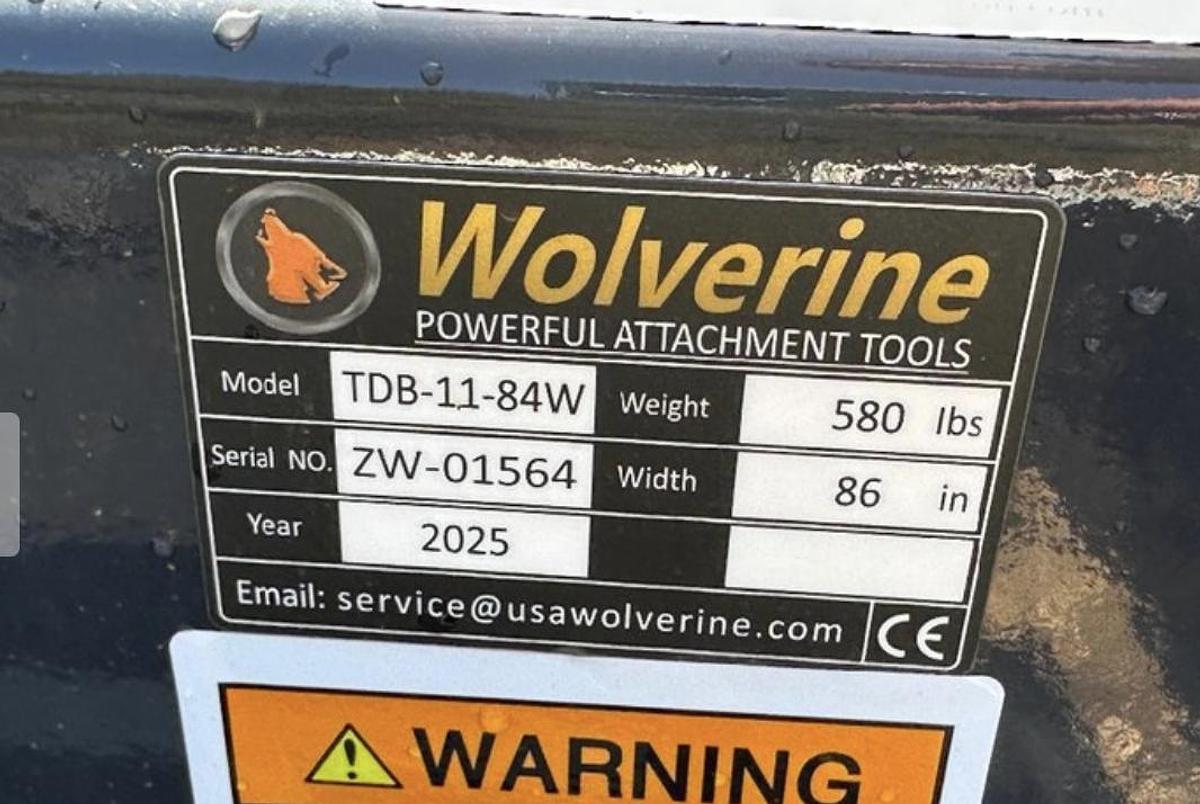 Wolverine
POWERFUL ATTACHMENT TOOLS
Model TDB-11-84W Weight 580 lbs
Serial NO. ZW-01564 Width 86 in
Year 2025
Email: service@usawolverine.com CE
WARNING